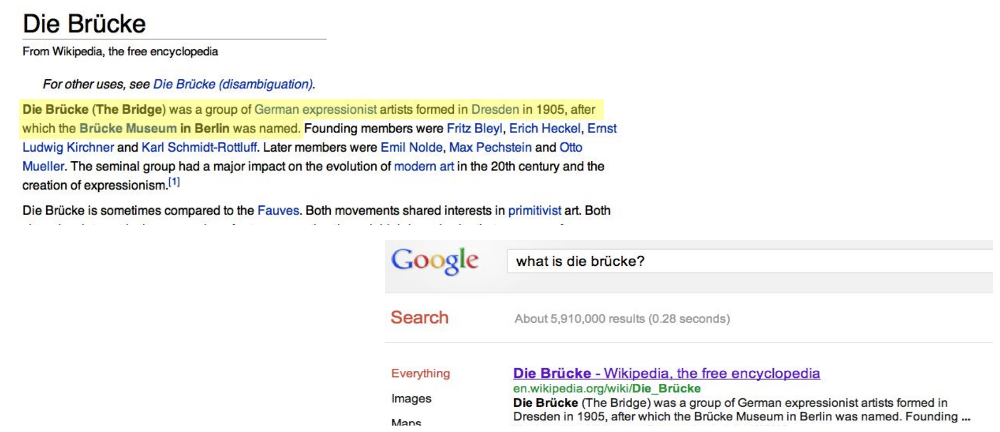 Die Brücke
From Wikipedia, the free encyclopedia
For other uses, see Die Brücke (disambiguation).
Die Brücke (The Bridge) was a group of German expressionist artists formed in Dresden in 1905, after
which the Brücke Museum in Berlin was named. Founding members were Fritz Bleyl, Erich Heckel, Ernst
Ludwig Kirchner and Karl Schmidt-Rottluff. Later members were Emil Nolde, Max Pechstein and Otto
Mueller. The seminal group had a major impact on the evolution of modern art in the 20th century and the
creation of expressionism.[1]
Die Brücke is sometimes compared to the Fauves. Both movements shared interests in primitivist art. Both
Google
what is die brücke?
Search
About 5,910,000 results (0.28 seconds)
Everything
Images
Maps
Die Brücke - Wikipedia, the free encyclopedia
en.wikipedia.org/wiki/Die_Brücke
Die Brücke (The Bridge) was a group of German expressionist artists formed in
Dresden in 1905, after which the Brücke Museum in Berlin was named. Founding ...